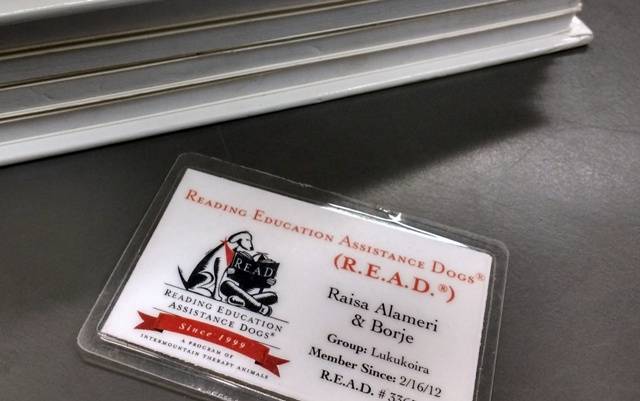 READING EDUCATION ASSISTANCE DOGS®
(R.E.A.D.®)
READ
READING EDUCATION
ASSISTANCE DOGS®
Since 1999
A PROGRAM OF
INTERMOUNTAIN THERAPY ANIMALS
Raisa Alameri
& Borje
Group: Lukukoira
Member Since: 2/16/12
R.E.A.D. #